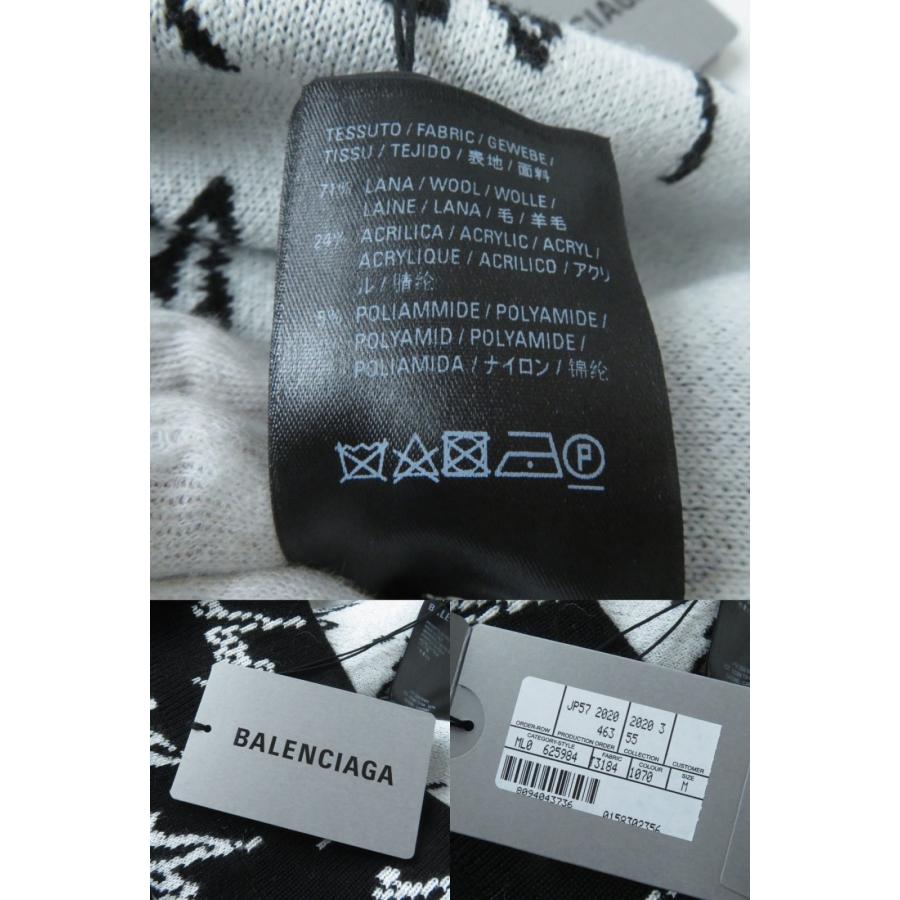 CIAGA
TESSUTO / FABRIC / GEWEBE /
TISSU / TEJIDO / 表地 / 面料
71% LANA / WOOL / WOLLE /
LAINE / LANA / 毛 / 羊毛
24% ACRILICA / ACRYLIC / ACRYL /
ACRYLIQUE / ACRILICO / アクリ
ル / 腈纶
5% POLIAMMIDE / POLYAMIDE /
POLYAMID / POLYAMIDE /
POLIAMIDA / ナイロン / 锦纶
P
BALENCIAGA
JP57 2020 2020 3
463 55
ORDER-ROW PRODUCTION ORDER COLLECTION CUSTOMER
CATEGORY-STYLE FABRIC COLOUR SIZE
ML0 625984 T3184 1070 M
8094043736
0158302356